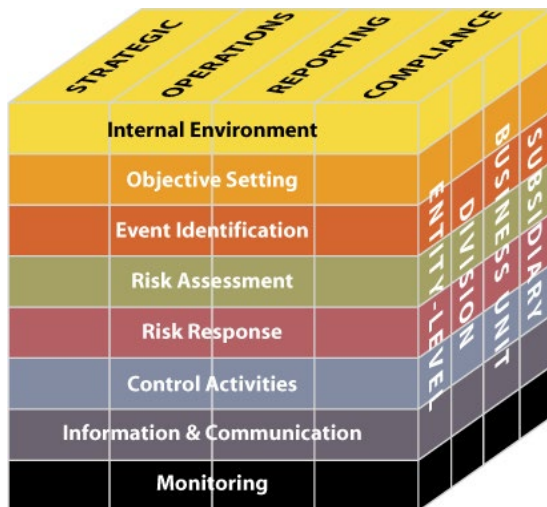 STRATEGIC
OPERATIONS
REPORTING
COMPLIANCE
Internal Environment
Objective Setting
Event Identification
Risk Assessment
Risk Response
Control Activities
Information & Communication
Monitoring
ENTITY-LEVEL
DIVISION
BUSINESS UNIT
SUBSIDIARY